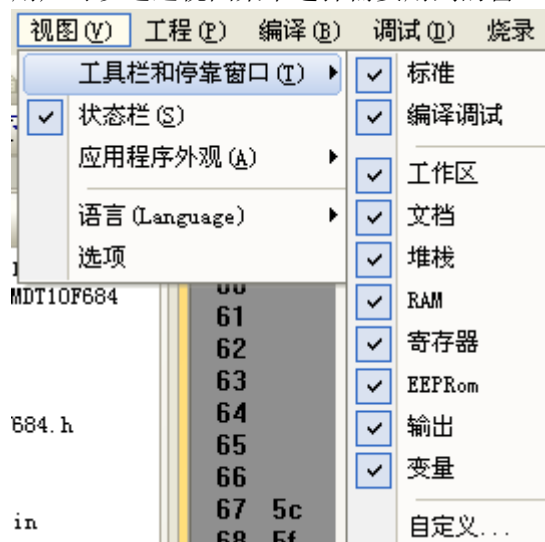 视图(V) 工程(P) 编译(B) 调试(D) 烧录
工具栏和停靠窗口(T)
状态栏(S)
应用程序外观(A)
语言(Language)
选项
标准
编译调试
工作区
文档
堆栈
RAM
寄存器
EEPRom
输出
变量
自定义...
MDT10F684
684.h
in
60
61
62
63
64
65
66
67 5c
68 5f